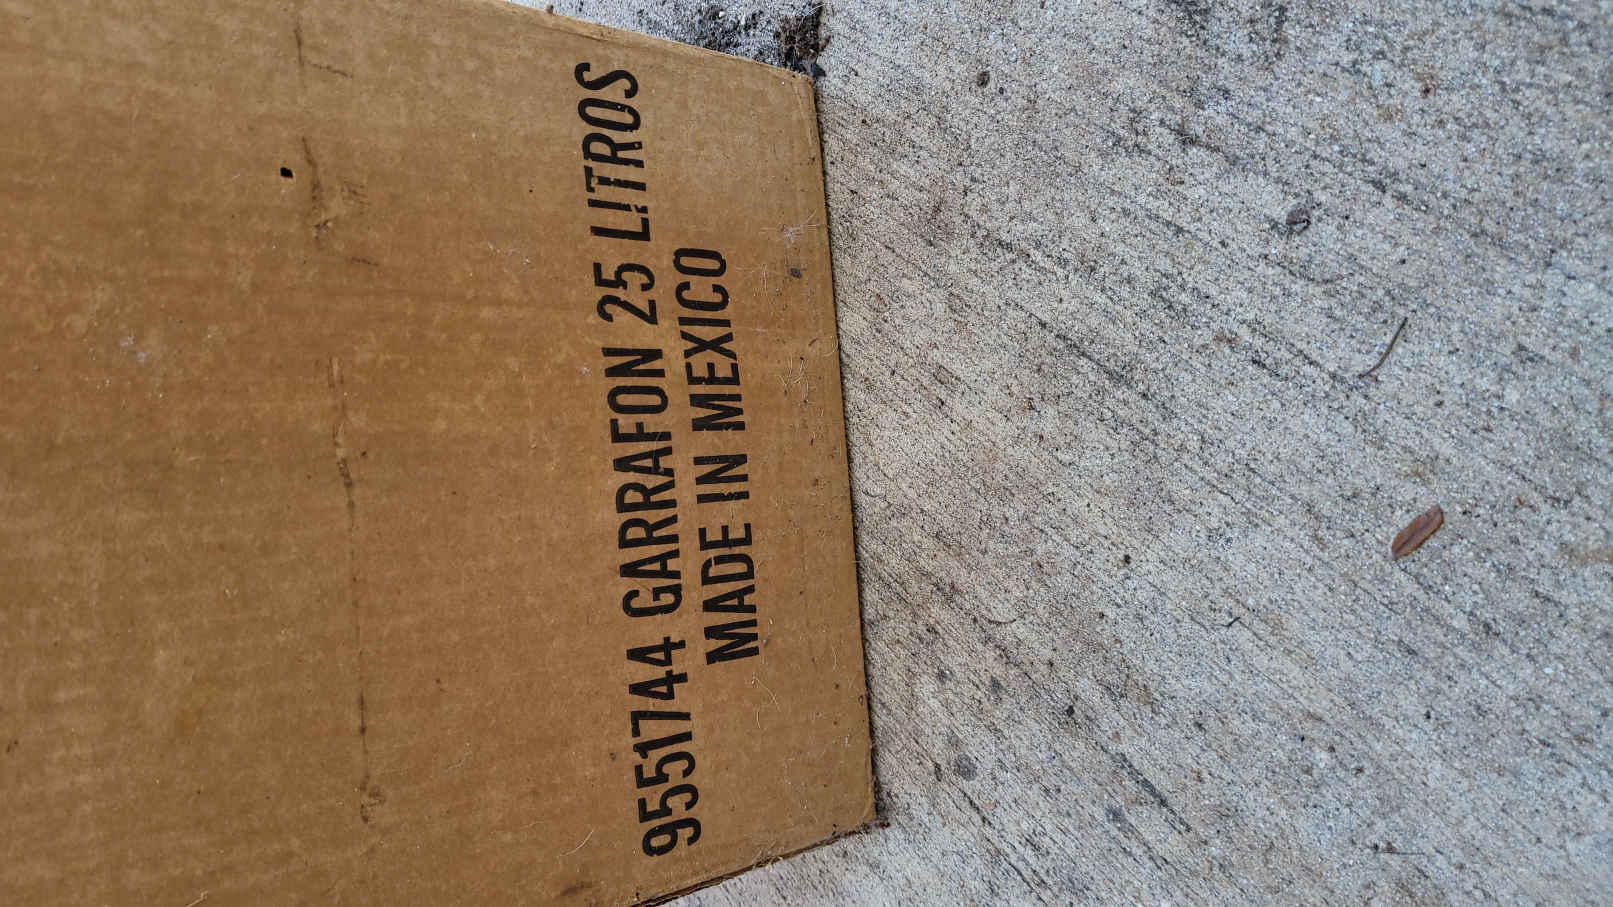 9551744 GARRAFON 25 LITROS
MADE IN MEXICO